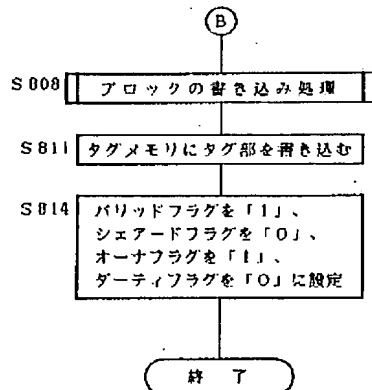 B
S808 ブロックの書き込み処理
S811 タグメモリにタグ部を書き込む
S814 バリッドフラグを「1」、
シェアードフラグを「0」、
オーナフラグを「1」、
ダーティフラグを「0」に設定
終了